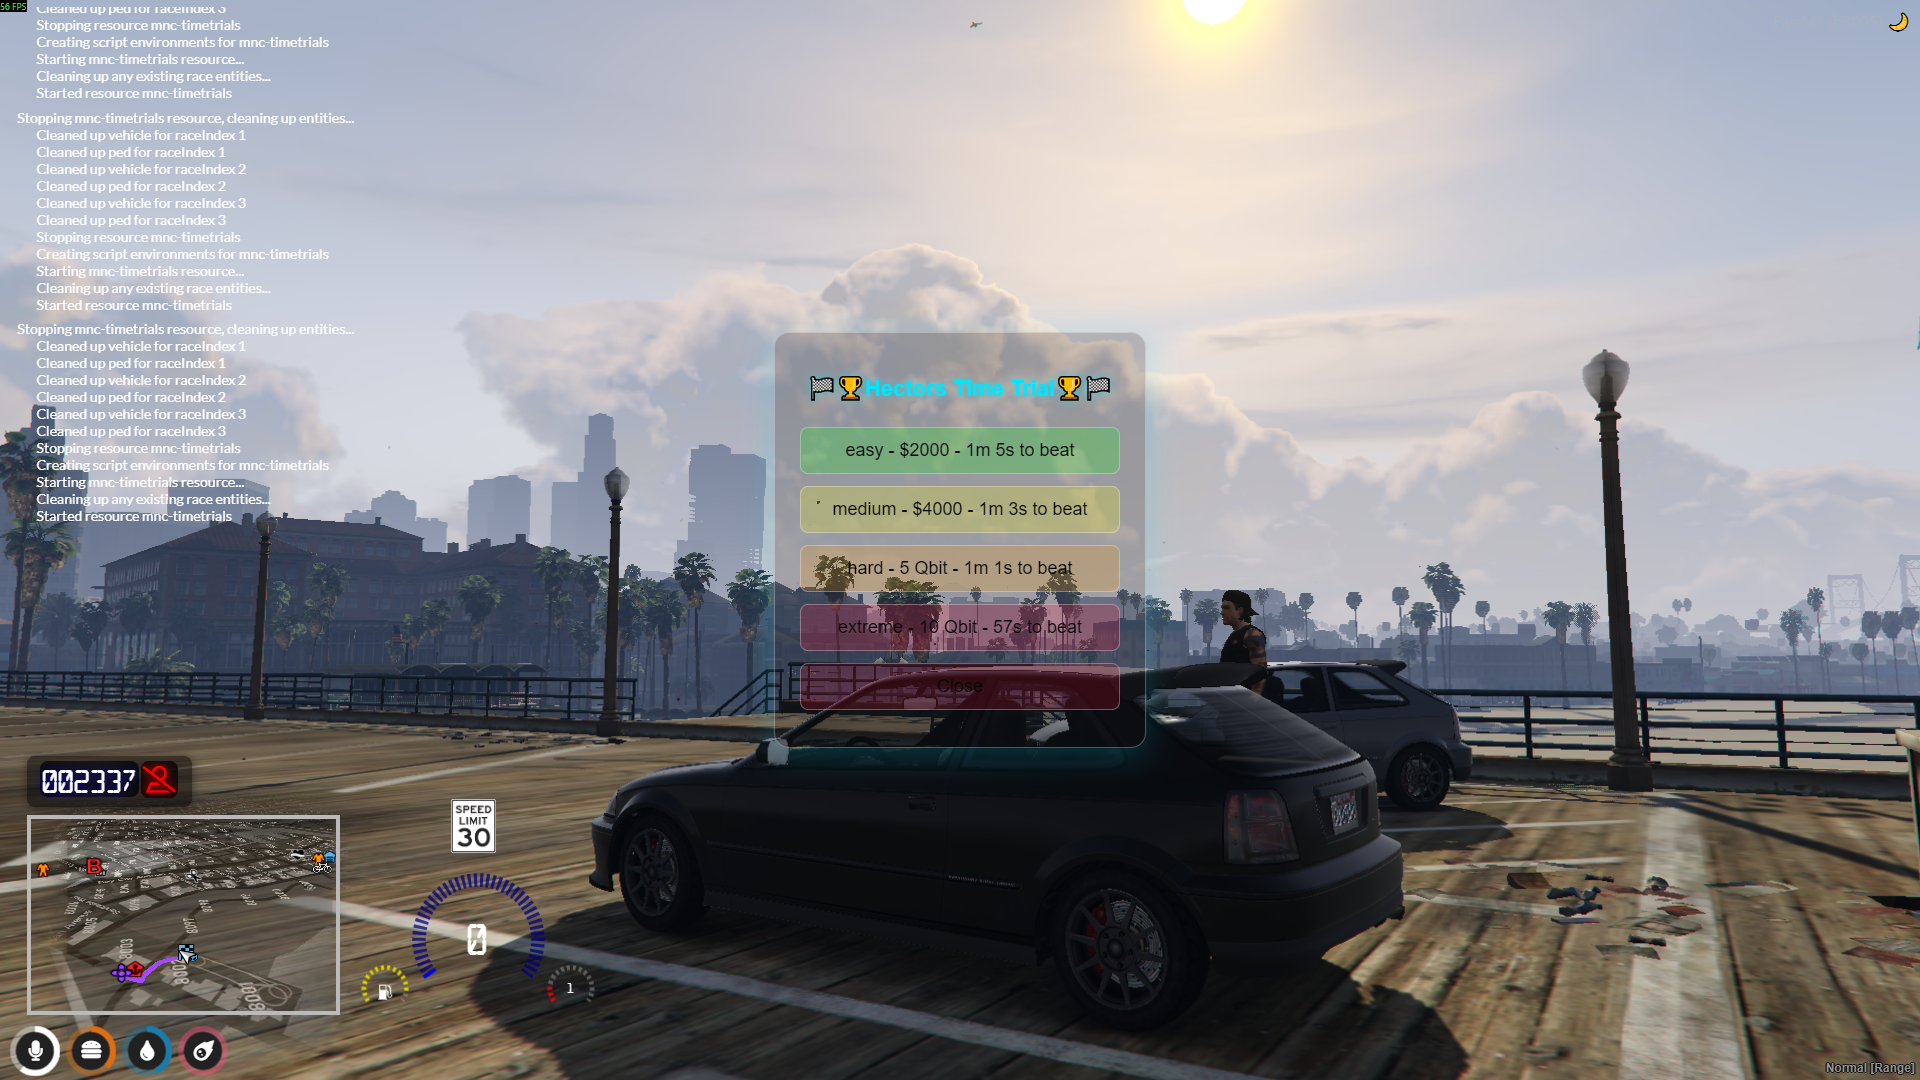 56 FPS
Cleaned up ped for raceIndex 3
Stopping resource mnc-timetrials
Creating script environments for mnc-timetrials
Starting mnc-timetrials resource...
Cleaning up any existing race entities...
Started resource mnc-timetrials
Stopping mnc-timetrials resource, cleaning up entities...
Cleaned up vehicle for raceIndex 1
Cleaned up ped for raceIndex 1
Cleaned up vehicle for raceIndex 2
Cleaned up ped for raceIndex 2
Cleaned up vehicle for raceIndex 3
Cleaned up ped for raceIndex 3
Stopping resource mnc-timetrials
Creating script environments for mnc-timetrials
Starting mnc-timetrials resource...
Cleaning up any existing race entities...
Started resource mnc-timetrials
Stopping mnc-timetrials resource, cleaning up entities...
Cleaned up vehicle for raceIndex 1
Cleaned up ped for raceIndex 1
Cleaned up vehicle for raceIndex 2
Cleaned up ped for raceIndex 2
Cleaned up vehicle for raceIndex 3
Cleaned up ped for raceIndex 3
Stopping resource mnc-timetrials
Creating script environments for mnc-timetrials
Starting mnc-timetrials resource...
Cleaning up any existing race entities...
Started resource mnc-timetrials
🏁🏆Hectors Time Trial🏆🏁
easy - $2000 - 1m 5s to beat
medium - $4000 - 1m 3s to beat
hard - 5 Qbit - 1m 1s to beat
extreme - 10 Qbit - 57s to beat
Close
002337
SPEED
LIMIT
30
B
8003
0
1
Normal [Range]